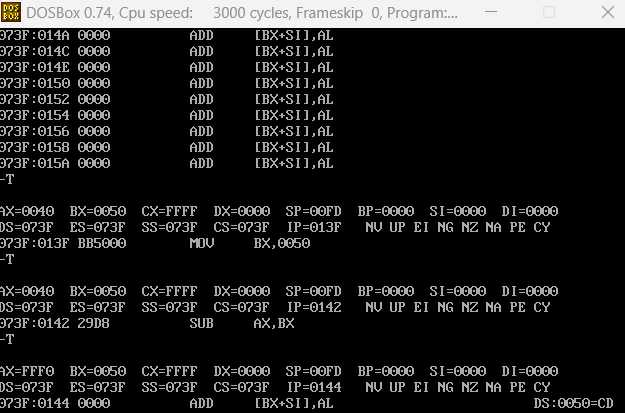 DOSBox 0.74, Cpu speed: 3000 cycles, Frameskip 0, Program:...
073F:014A 0000 ADD [BX+SI],AL
073F:014C 0000 ADD [BX+SI],AL
073F:014E 0000 ADD [BX+SI],AL
073F:0150 0000 ADD [BX+SI],AL
073F:0152 0000 ADD [BX+SI],AL
073F:0154 0000 ADD [BX+SI],AL
073F:0156 0000 ADD [BX+SI],AL
073F:0158 0000 ADD [BX+SI],AL
073F:015A 0000 ADD [BX+SI],AL
-T
AX=0040 BX=0050 CX=FFFF DX=0000 SP=00FD BP=0000 SI=0000 DI=0000
DS=073F ES=073F SS=073F CS=073F IP=013F NV UP EI NG NZ NA PE CY
073F:013F BB5000 MOV BX,0050
-T
AX=0040 BX=0050 CX=FFFF DX=0000 SP=00FD BP=0000 SI=0000 DI=0000
DS=073F ES=073F SS=073F CS=073F IP=0142 NV UP EI NG NZ NA PE CY
073F:0142 29D8 SUB AX,BX
-T
AX=FFF0 BX=0050 CX=FFFF DX=0000 SP=00FD BP=0000 SI=0000 DI=0000
DS=073F ES=073F SS=073F CS=073F IP=0144 NV UP EI NG NZ NA PE CY
073F:0144 0000 ADD [BX+SI],AL DS:0050=CD